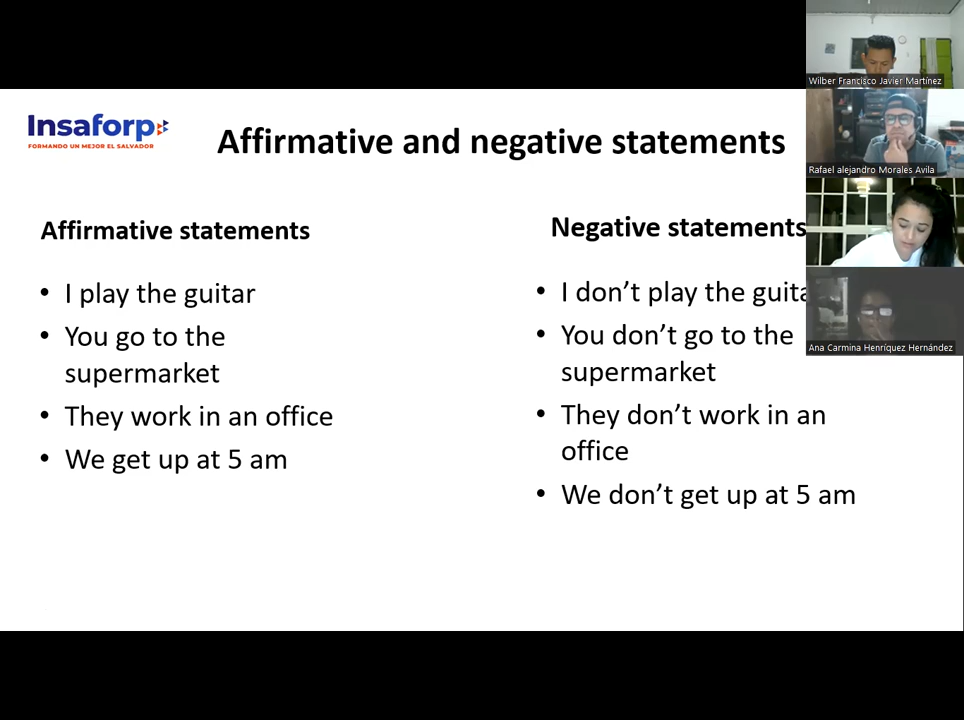 Wilber Francisco Javier Martínez
Insaforp
FORMANDO UN MEJOR EL SALVADOR
Affirmative and negative statements
Rafael alejandro Morales Avila
Affirmative statements
• I play the guitar
• You go to the
supermarket
• They work in an office
• We get up at 5 am
Negative statements
• I don’t play the guita
• You don’t go to the
supermarket
• They don’t work in an
office
• We don’t get up at 5 am
Ana Carmina Henríquez Hernández